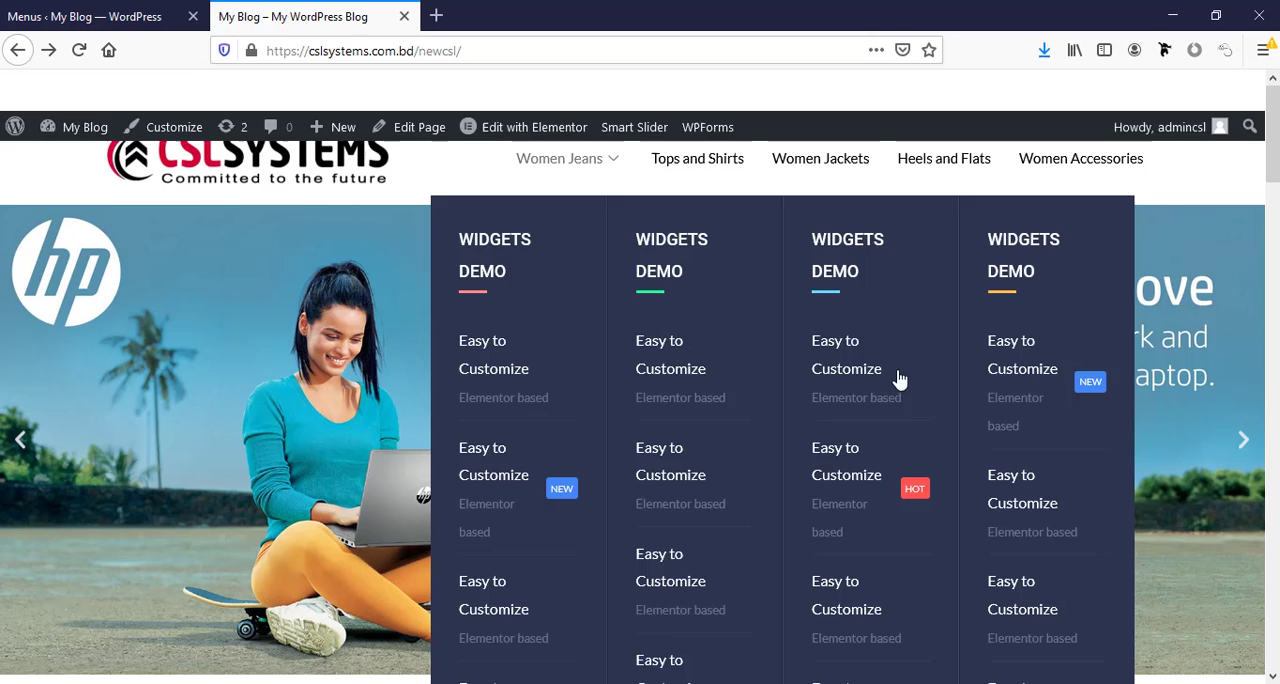 Menus ‹ My Blog — WordPress
My Blog – My WordPress Blog
https://cslsystems.com.bd/newcsl/
My Blog Customize 2 0 New Edit Page Edit with Elementor Smart Slider WPForms Howdy, admincsl
CSLSYSTEMS
Committed to the future
Women Jeans Tops and Shirts Women Jackets Heels and Flats Women Accessories
hp
WIDGETS
DEMO
Easy to
Customize
Elementor based
Easy to
Customize
NEW
Elementor
based
Easy to
Customize
Elementor based
WIDGETS
DEMO
Easy to
Customize
Elementor based
Easy to
Customize
Elementor based
Easy to
Customize
Elementor based
Easy to
WIDGETS
DEMO
Easy to
Customize
Elementor based
Easy to
Customize
HOT
Elementor
based
Easy to
Customize
Elementor based
WIDGETS
DEMO
Easy to
Customize
NEW
Elementor
based
Easy to
Customize
Elementor based
Easy to
Customize
Elementor based
ove
rk and
aptop.